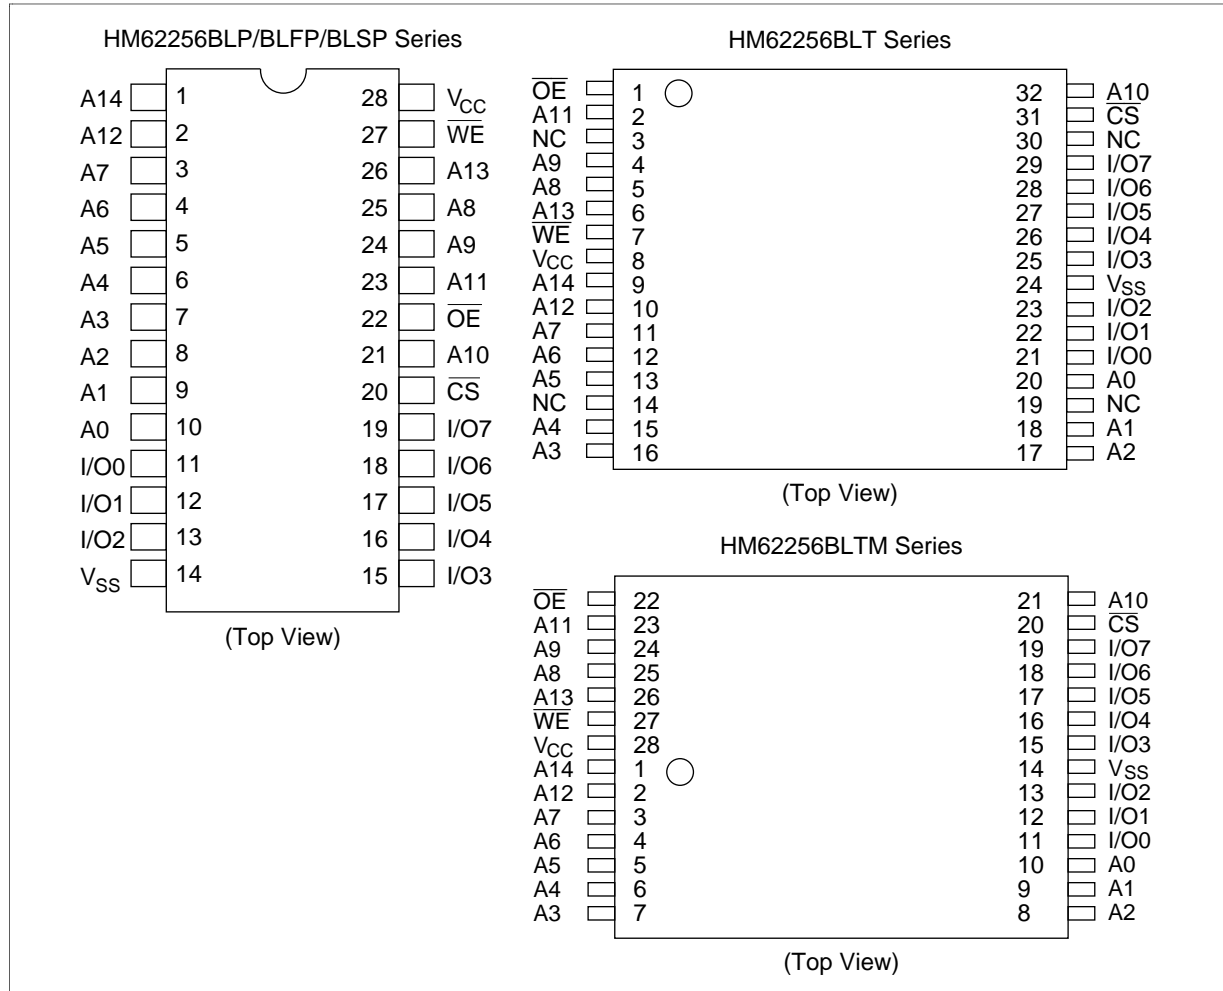 HM62256BLP/BLFP/BLSP Series
A14 1 28 VCC
A12 2 27 W̅E̅
A7 3 26 A13
A6 4 25 A8
A5 5 24 A9
A4 6 23 A11
A3 7 22 O̅E̅
A2 8 21 A10
A1 9 20 C̅S̅
A0 10 19 I/O7
I/O0 11 18 I/O6
I/O1 12 17 I/O5
I/O2 13 16 I/O4
VSS 14 15 I/O3
(Top View)
HM62256BLT Series
O̅E̅ 1 32 A10
A11 2 31 C̅S̅
NC 3 30 NC
A9 4 29 I/O7
A8 5 28 I/O6
A13 6 27 I/O5
W̅E̅ 7 26 I/O4
VCC 8 25 I/O3
A14 9 24 VSS
A12 10 23 I/O2
A7 11 22 I/O1
A6 12 21 I/O0
A5 13 20 A0
NC 14 19 NC
A4 15 18 A1
A3 16 17 A2
(Top View)
HM62256BLTM Series
O̅E̅ 22 21 A10
A11 23 20 C̅S̅
A9 24 19 I/O7
A8 25 18 I/O6
A13 26 17 I/O5
W̅E̅ 27 16 I/O4
VCC 28 15 I/O3
A14 1 14 VSS
A12 2 13 I/O2
A7 3 12 I/O1
A6 4 11 I/O0
A5 5 10 A0
A4 6 9 A1
A3 7 8 A2
(Top View)